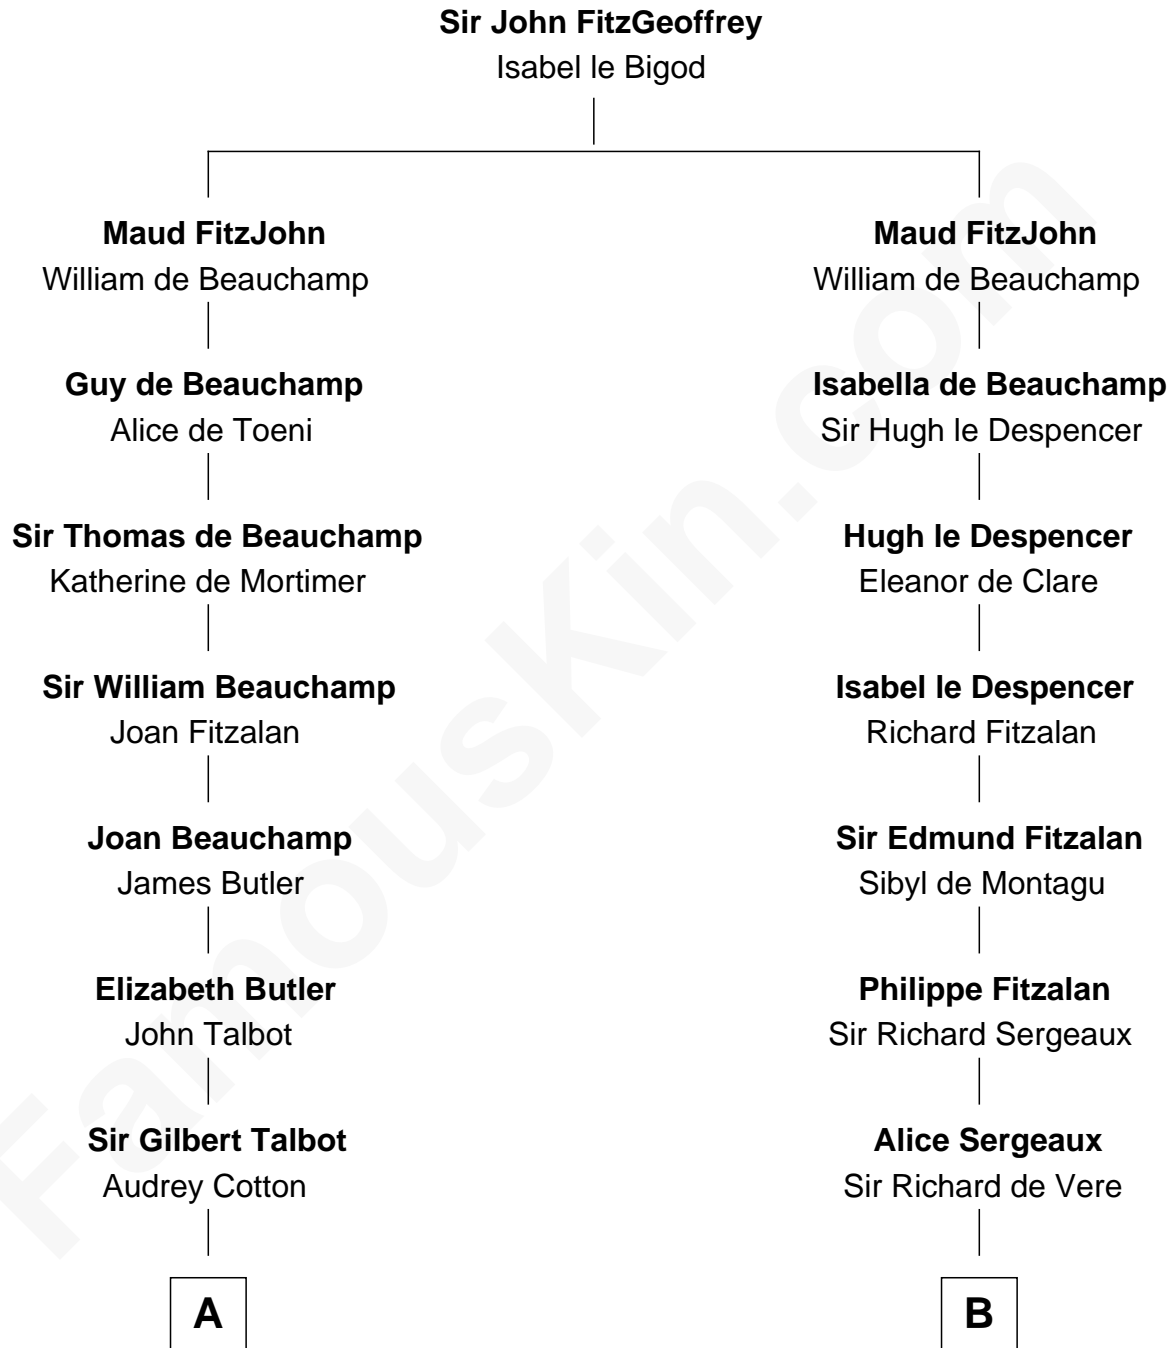 Sir John FitzGeoffrey
Isabel le Bigod
Maud FitzJohn
William de Beauchamp
Guy de Beauchamp
Alice de Toeni
Sir Thomas de Beauchamp
Katherine de Mortimer
Sir William Beauchamp
Joan Fitzalan
Joan Beauchamp
James Butler
Elizabeth Butler
John Talbot
Sir Gilbert Talbot
Audrey Cotton
A
Maud FitzJohn
William de Beauchamp
Isabella de Beauchamp
Sir Hugh le Despencer
Hugh le Despencer
Eleanor de Clare
Isabel le Despencer
Richard Fitzalan
Sir Edmund Fitzalan
Sibyl de Montagu
Philippe Fitzalan
Sir Richard Sergeaux
Alice Sergeaux
Sir Richard de Vere
B
FamousKin.com